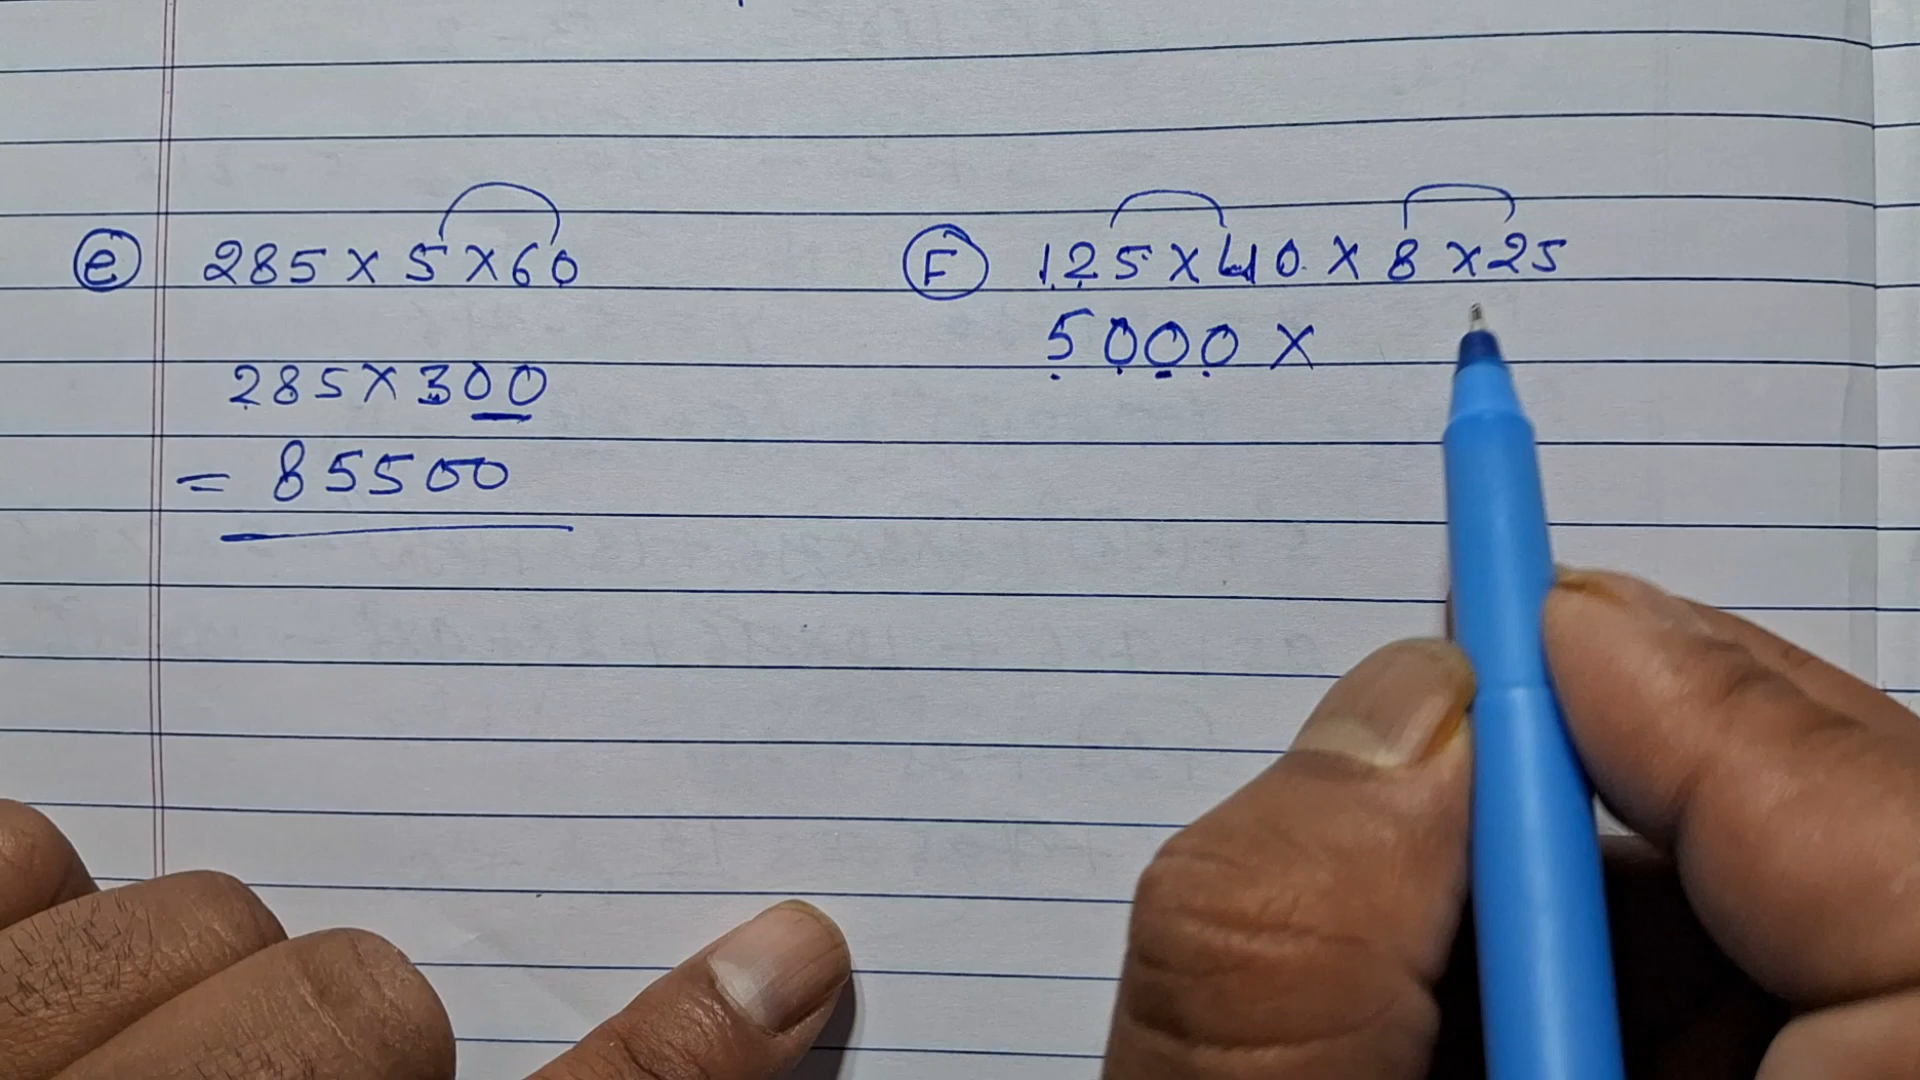 e 285 x 5 x 60
285 x 300
= 85500
F 125 x 40 x 8 x 25
5000 x